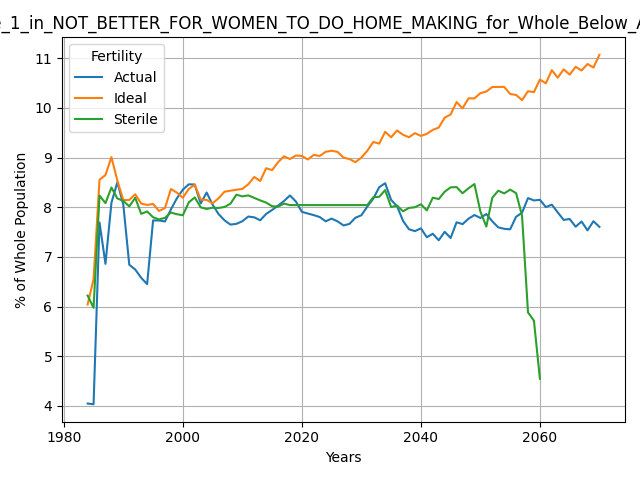 _1_in_NOT_BETTER_FOR_WOMEN_TO_DO_HOME_MAKING_for_Whole_Below_
Fertility
Actual
Ideal
Sterile
% of Whole Population
11
10
9
8
7
6
5
4
1980
2000
2020
2040
2060
Years